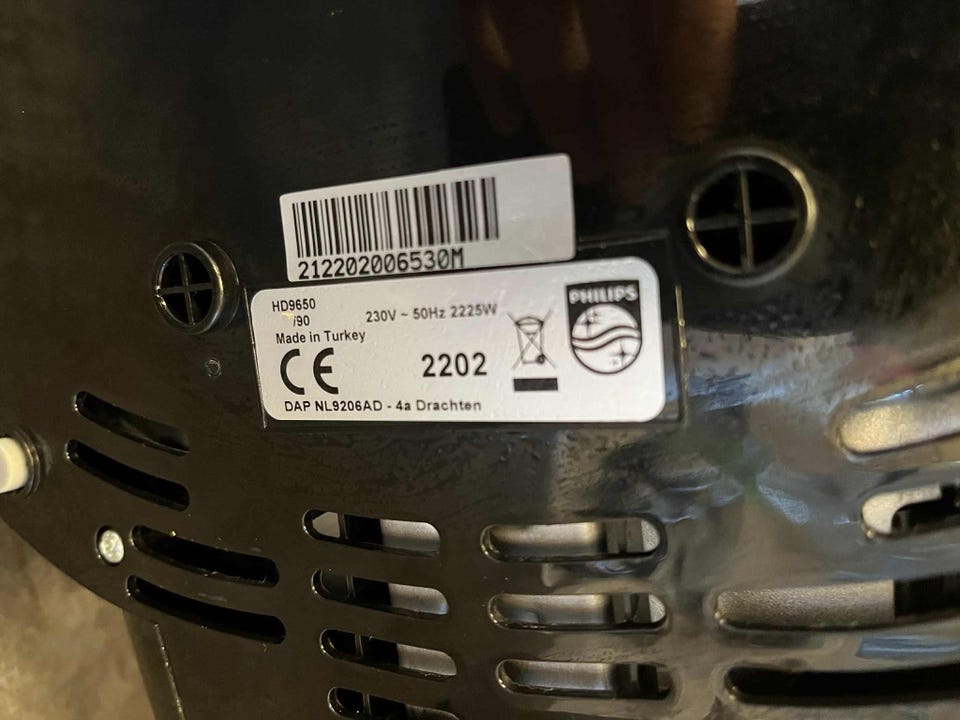 212202006530M
HD9650
/90
230V ~ 50Hz 2225W
Made in Turkey
CE
2202
PHILIPS
DAP NL9206AD - 4a Drachten